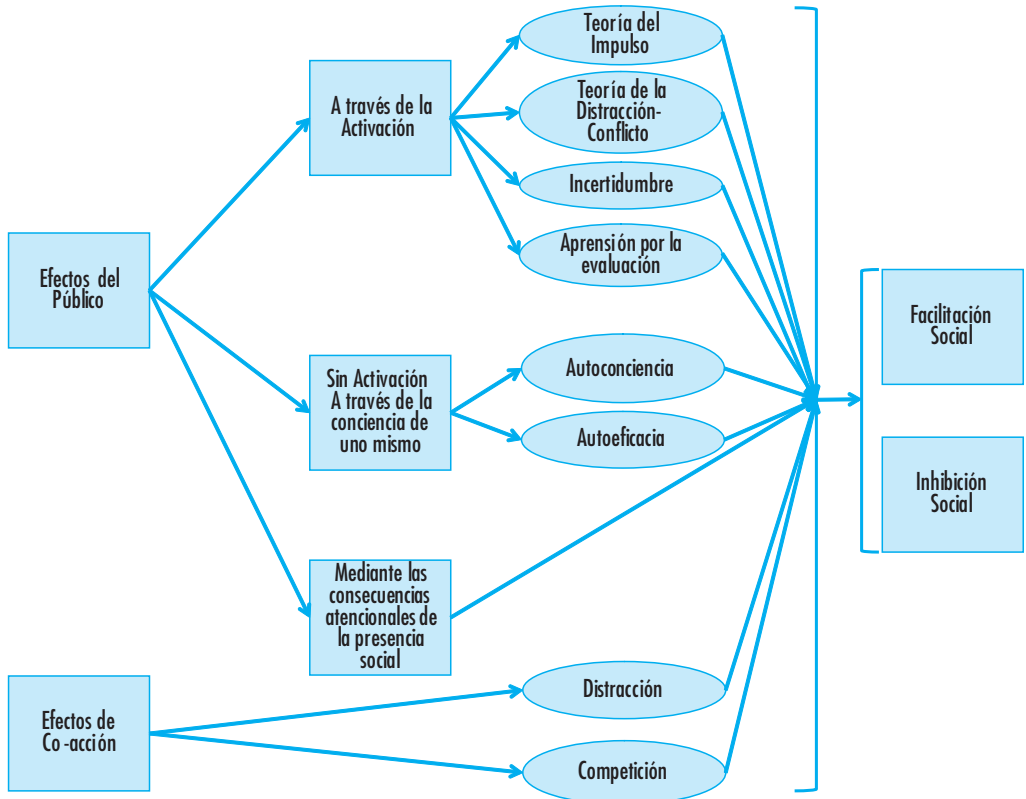 Teoría del
Impulso
A través de la
Activación
Teoría de la
Distracción-
Conflicto
Incertidumbre
Aprensión por la
evaluación
Efectos del
Público
Sin Activación
A través de la
conciencia de
uno mismo
Autoconciencia
Autoeficacia
Mediante las
consecuencias
atencionales de
la presencia
social
Efectos de
Co-acción
Distracción
Competición
Facilitación
Social
Inhibición
Social